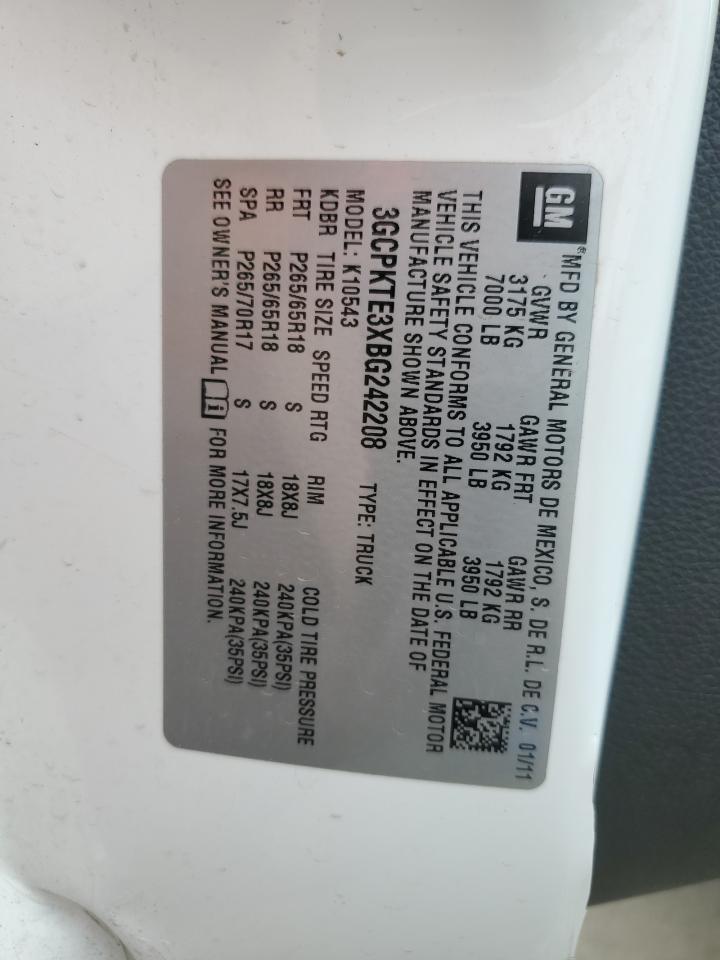 GM
® MFD BY GENERAL MOTORS DE MEXICO, S. DE R.L. DE C.V. 01/11
GVWR GAWR FRT GAWR RR
3175 KG 1792 KG 1792 KG
7000 LB 3950 LB 3950 LB
THIS VEHICLE CONFORMS TO ALL APPLICABLE U.S. FEDERAL MOTOR
VEHICLE SAFETY STANDARDS IN EFFECT ON THE DATE OF
MANUFACTURE SHOWN ABOVE.
3GCPKTE3XBG242208 TYPE: TRUCK
MODEL: K10543
KDBR TIRE SIZE SPEED RTG RIM COLD TIRE PRESSURE
FRT P265/65R18 S 18X8J 240KPA(35PSI)
RR P265/65R18 S 18X8J 240KPA(35PSI)
SPA P265/70R17 S 17X7.5J 240KPA(35PSI)
SEE OWNER'S MANUAL FOR MORE INFORMATION.